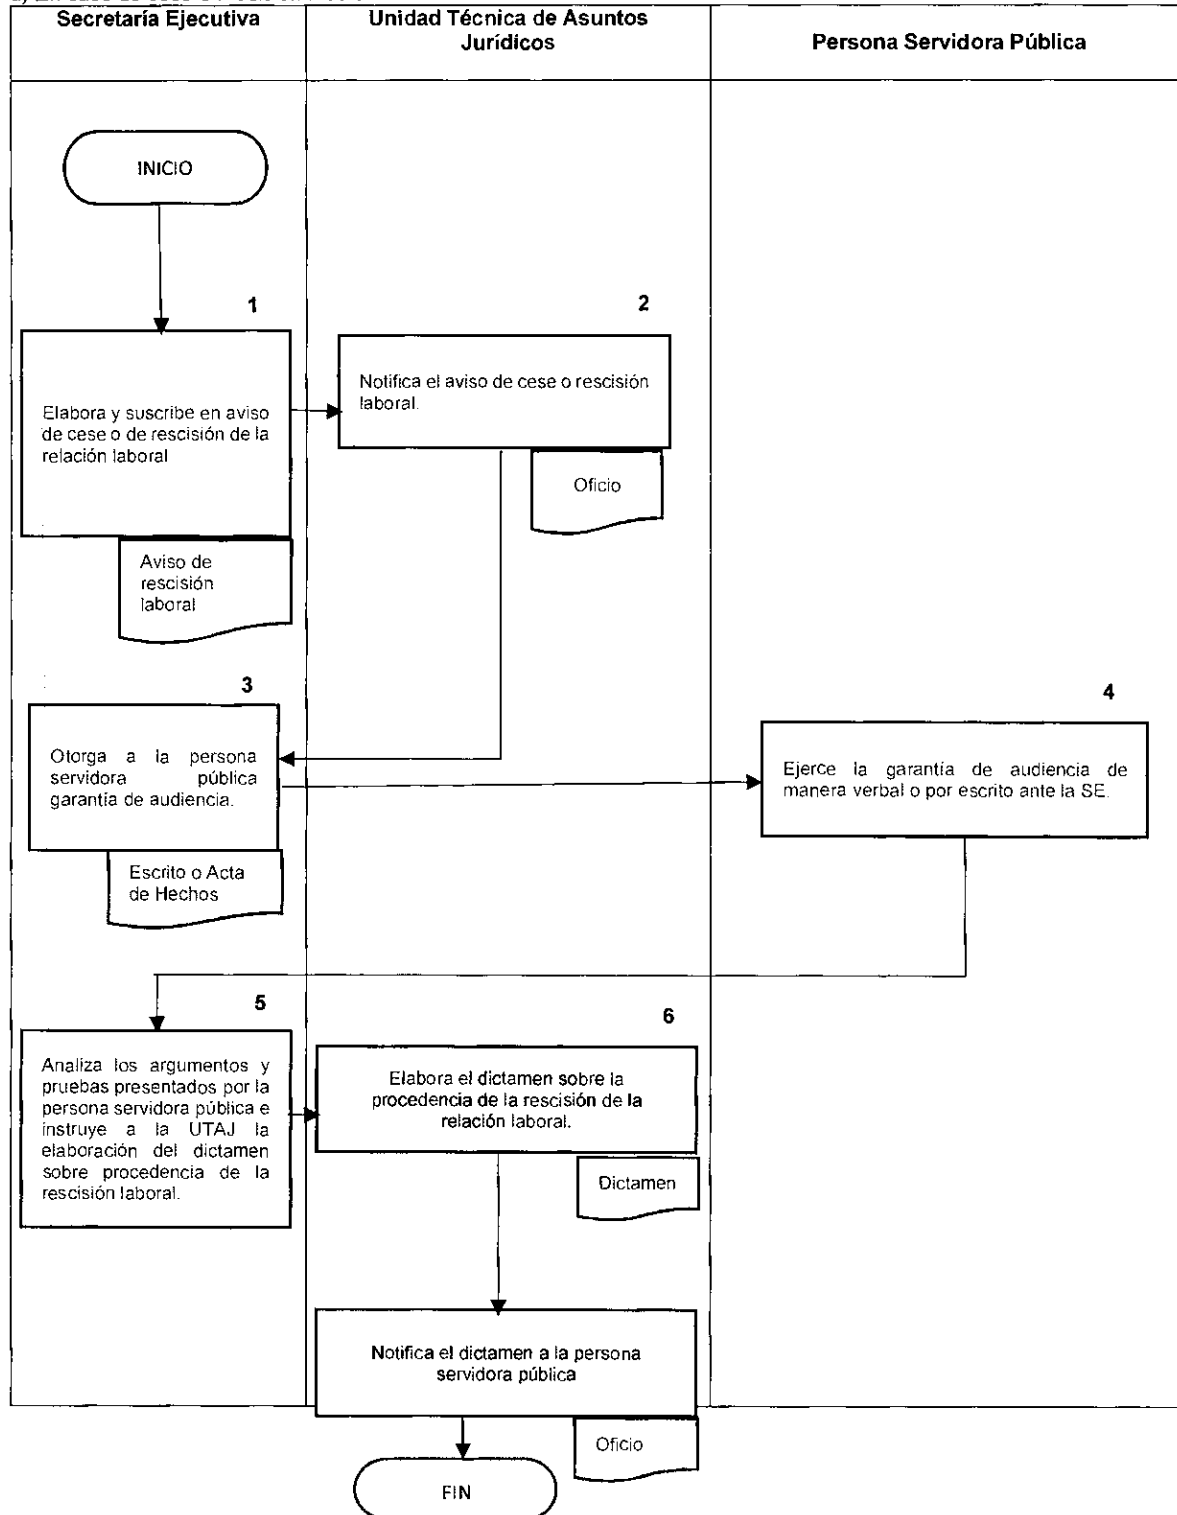 Secretaría Ejecutiva
Unidad Técnica de Asuntos
Jurídicos
Persona Servidora Pública
INICIO
1
Elabora y suscribe en aviso
de cese o de rescisión de la
relación laboral
Aviso de
rescisión
laboral
2
Notifica el aviso de cese o rescisión
laboral.
Oficio
3
Otorga a la persona
servidora pública
garantía de audiencia.
Escrito o Acta
de Hechos
4
Ejerce la garantía de audiencia de
manera verbal o por escrito ante la SE.
5
Analiza los argumentos y
pruebas presentados por la
persona servidora pública e
instruye a la UTAJ la
elaboración del dictamen
sobre procedencia de la
rescisión laboral.
6
Elabora el dictamen sobre la
procedencia de la rescisión de la
relación laboral.
Dictamen
Notifica el dictamen a la persona
servidora pública
Oficio
FIN